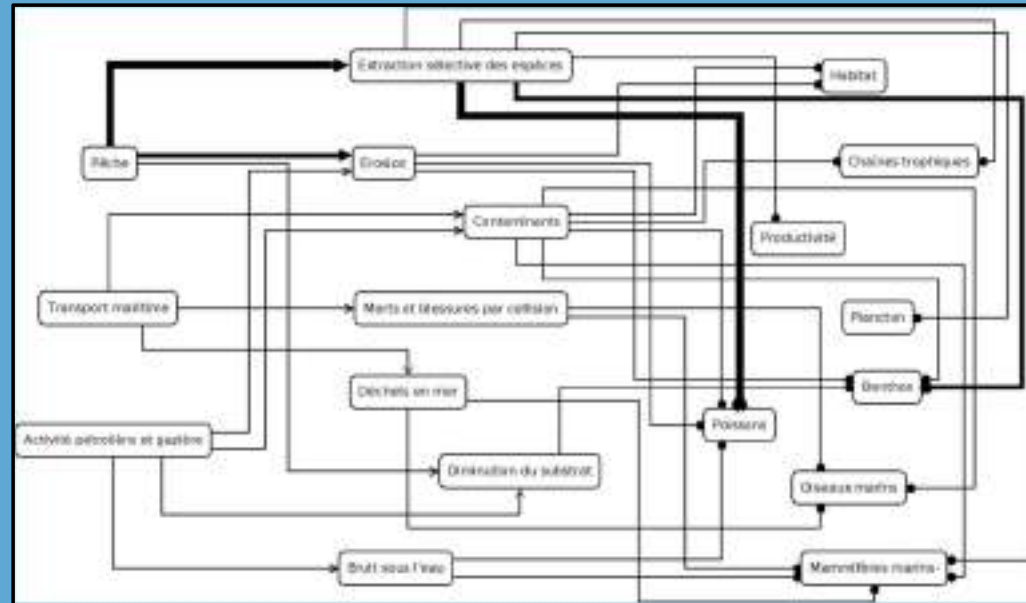 Extraction sélective des espèces
Habitat
Pêche
Erosion
Chaînes trophiques
Contaminants
Productivité
Transport maritime
Morts et blessures par collision
Plancton
Déchets en mer
Benthos
Poissons
Activité pétrolière et gazière
Diminution du substrat
Oiseaux marins
Bruit sous l'eau
Mammifères marins